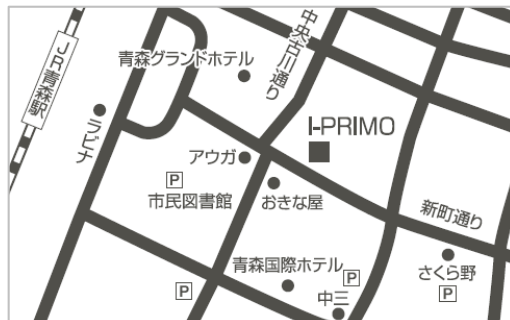 中央古川通り
青森グランドホテル
JR青森駅
ラビナ
I-PRIMO
アウガ
P
市民図書館
おきな屋
新町通り
青森国際ホテル
P
さくら野
P
P
中三